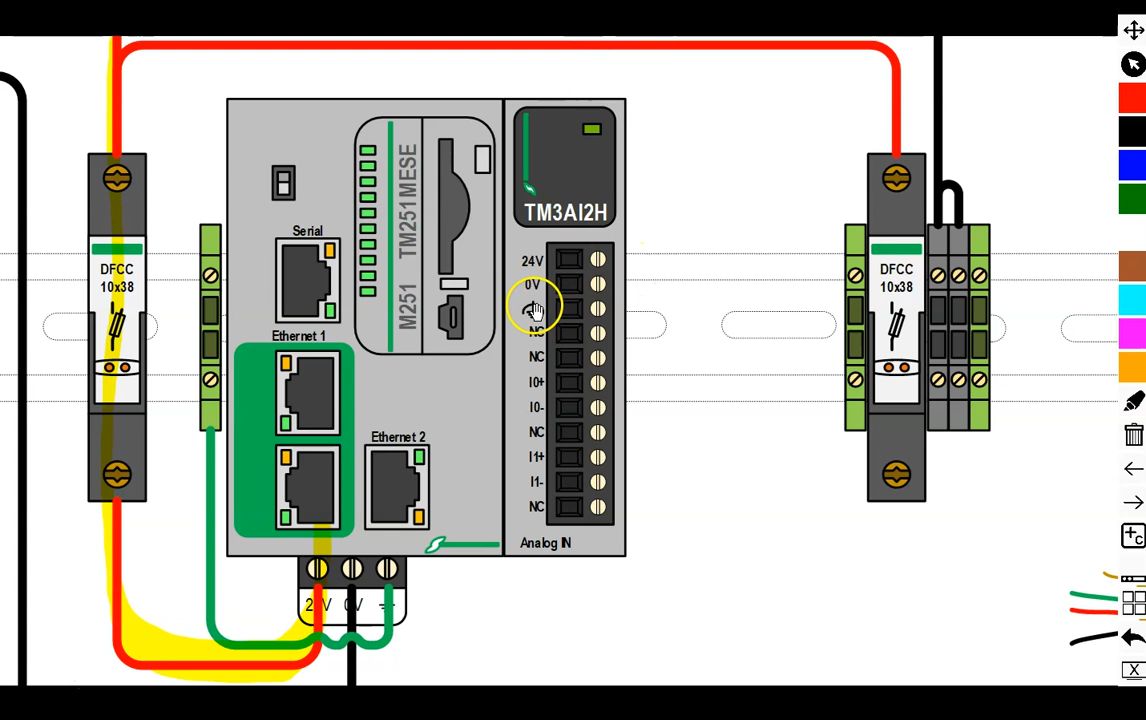 TM251MESE
M251
TM3AI2H
Serial
24V
0V
DFCC
10x38
DFCC
10x38
NC
Ethernet 1
NC
I0+
I0-
NC
Ethernet 2
I1+
I1-
NC
Analog IN
0V
+C
X